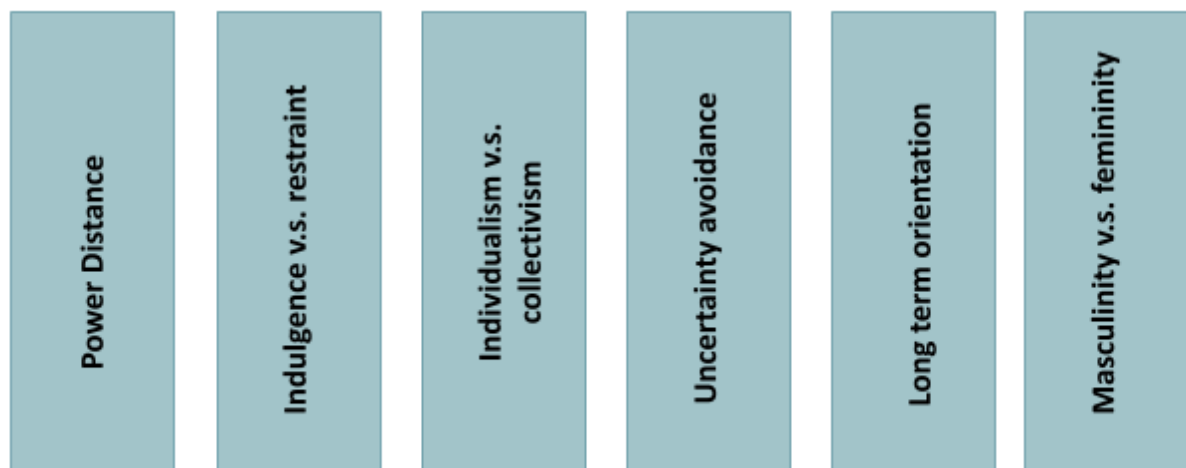 Power Distance
Indulgence v.s. restraint
Individualism v.s.
collectivism
Uncertainty avoidance
Long term orientation
Masculinity v.s. femininity